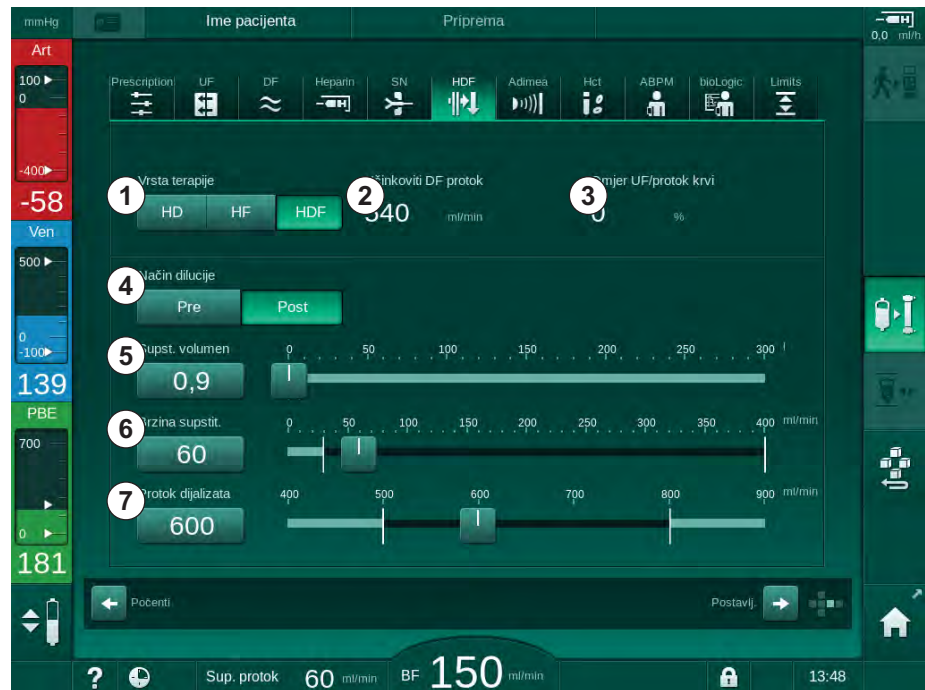 mmHg Ime pacijenta Priprema 0,0 ml/h
Art
100
0
-400
-58
Ven
500
0
-100
139
PBE
700
0
181
Prescription UF DF Heparin SN HDF Adimea Hct ABPM bioLogic Limits
Vrsta terapije
1 HD HF HDF
2 činkoviti DF protok
540 ml/min
3 Omjer UF/protok krvi
0 %
4 Način dilucije
Pre Post
5 Supst. volumen 0 50 100 150 200 250 300 l
0,9
6 Brzina supstit. 0 50 100 150 200 250 300 350 400 ml/min
60
7 Protok dijalizata 400 500 600 700 800 900 ml/min
600
Početni Postavlj.
? Sup. protok 60 ml/min BF 150 ml/min 13:48